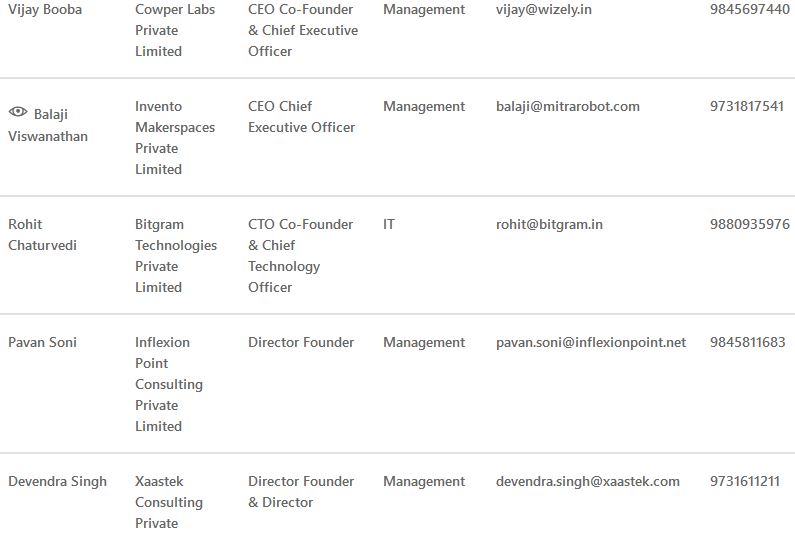 Vijay Booba Cowper Labs CEO Co-Founder Management vijay@wizely.in 9845697440
Private & Chief Executive
Limited Officer
Balaji Invento CEO Chief Management balaji@mitrarobot.com 9731817541
Viswanathan Makerspaces Executive Officer
Private
Limited
Rohit Bitgram CTO Co-Founder IT rohit@bitgram.in 9880935976
Chaturvedi Technologies & Chief
Private Technology
Limited Officer
Pavan Soni Inflexion Director Founder Management pavan.soni@inflexionpoint.net 9845811683
Point
Consulting
Private
Limited
Devendra Singh Xaastek Director Founder Management devendra.singh@xaastek.com 9731611211
Consulting & Director
Private